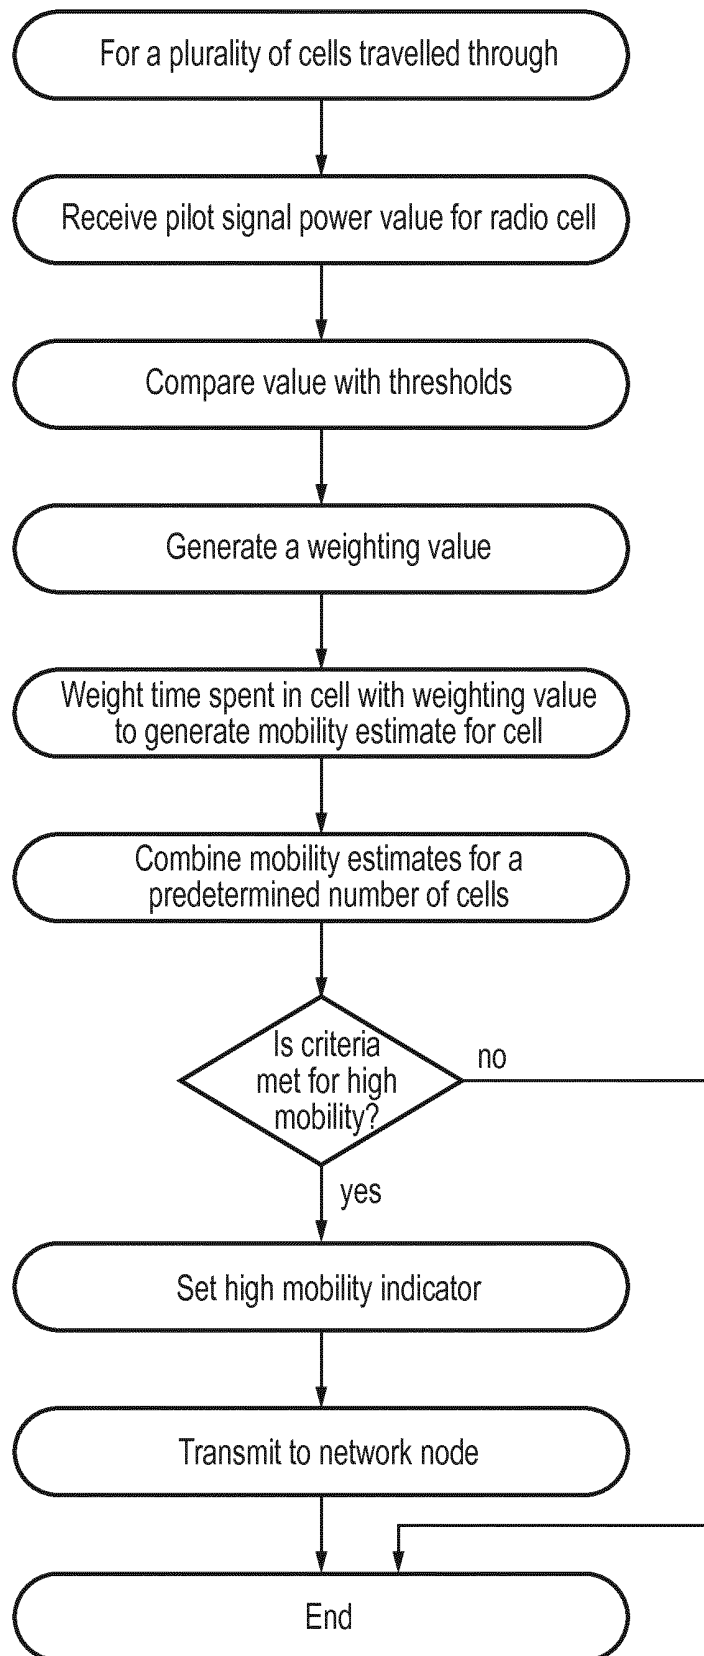 For a plurality of cells travelled through
Receive pilot signal power value for radio cell
Compare value with thresholds
Generate a weighting value
Weight time spent in cell with weighting value
to generate mobility estimate for cell
Combine mobility estimates for a
predetermined number of cells
Is criteria
met for high
mobility?
no
yes
Set high mobility indicator
Transmit to network node
End